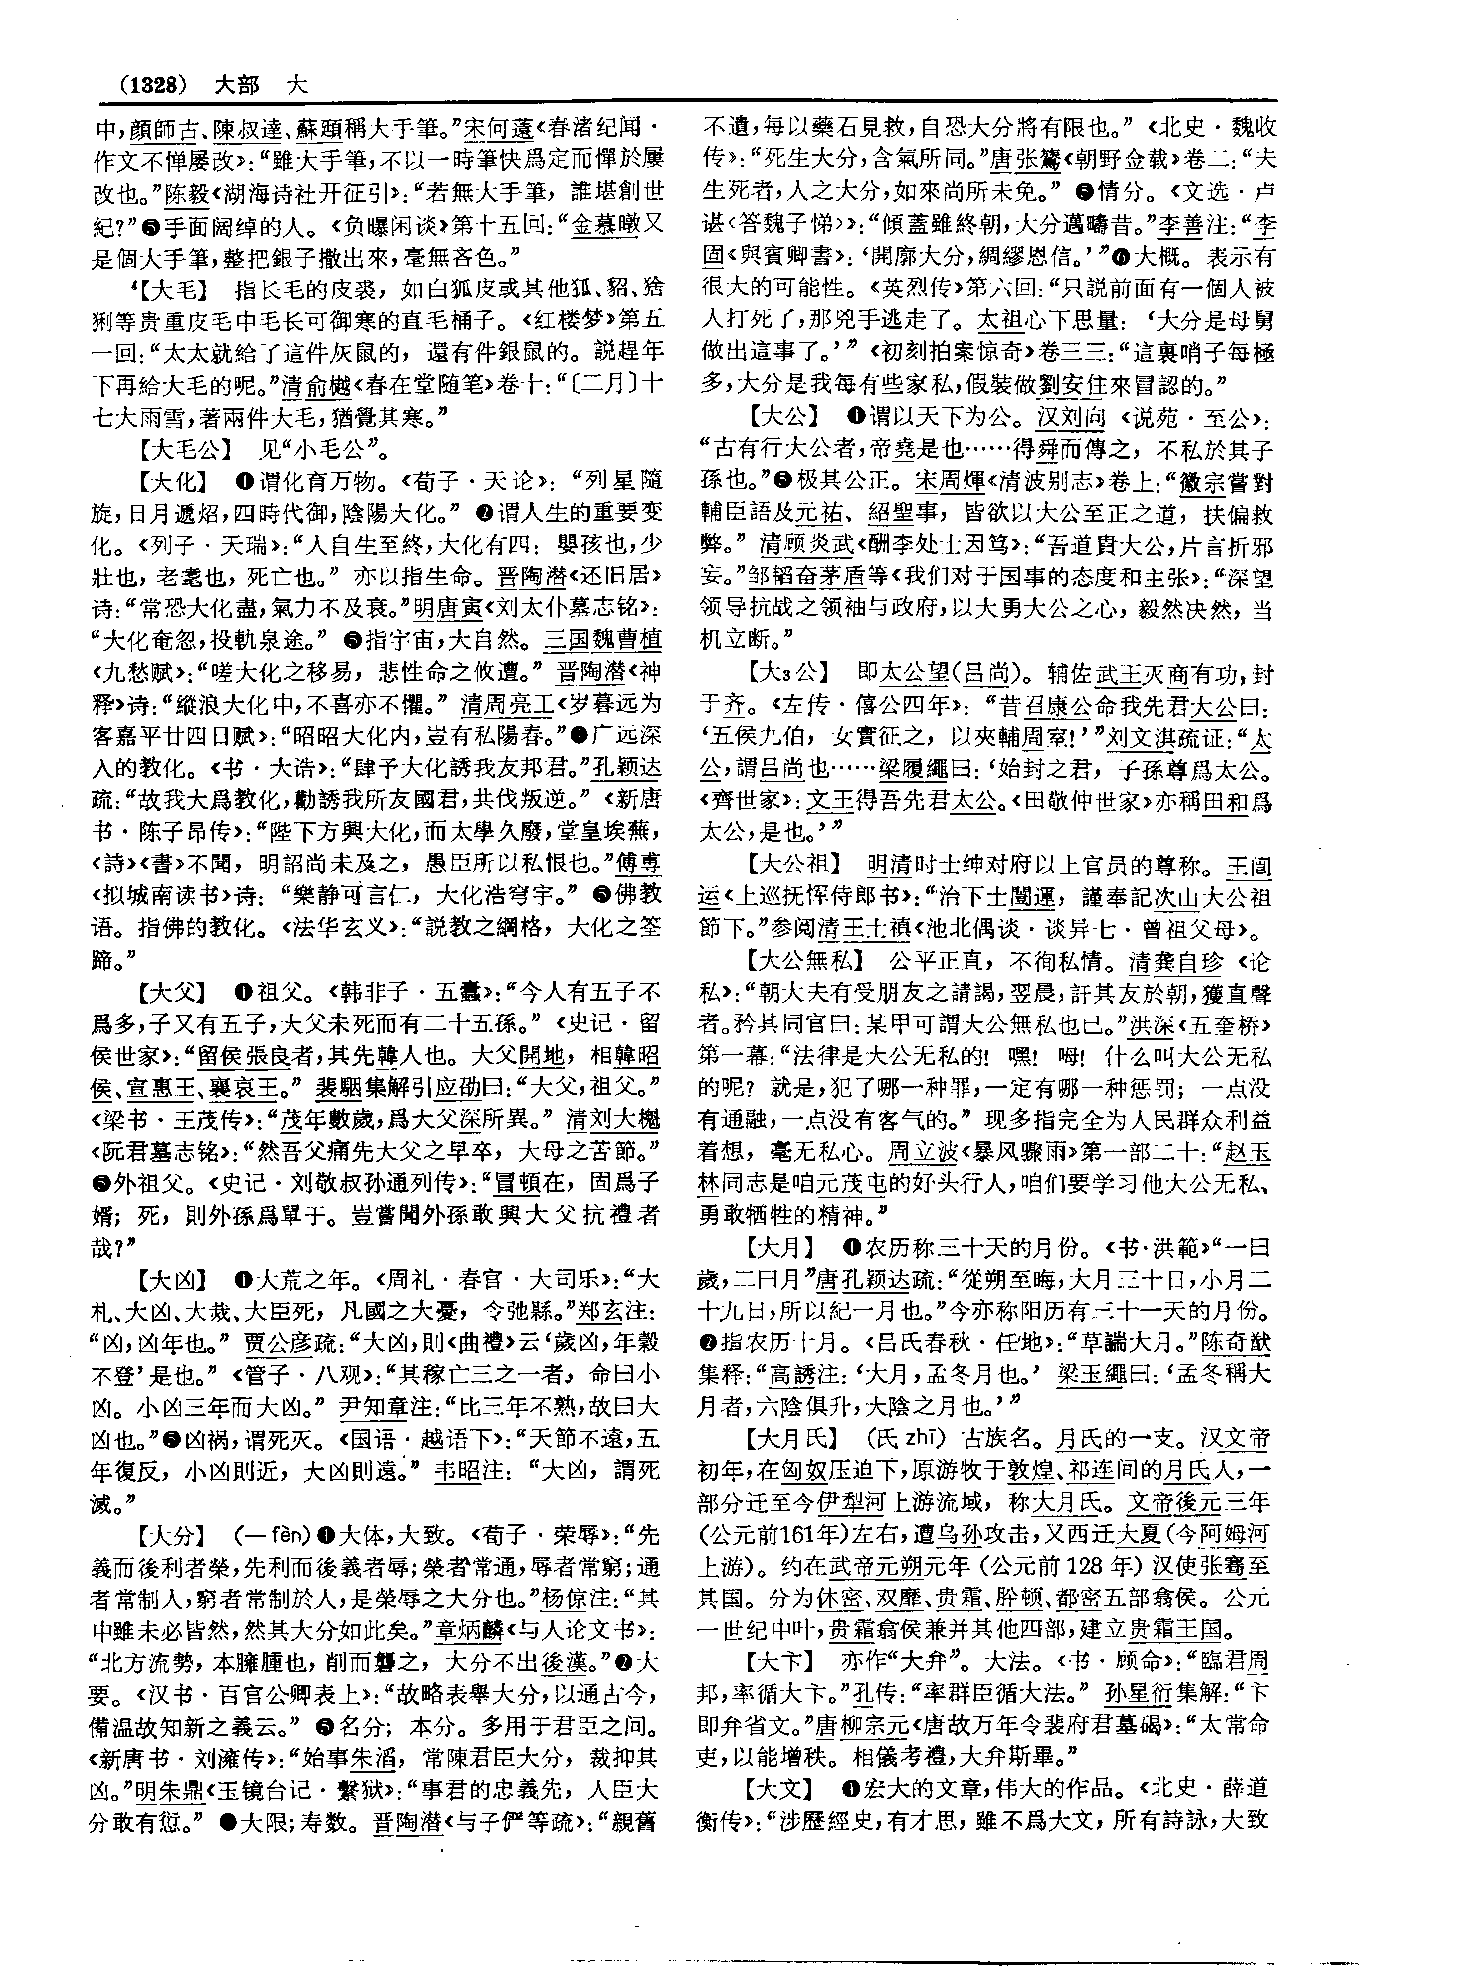 （1328） 大部 大
中，顔師古、陳叔達、蘇頲稱大手筆。”宋何薳《春渚纪闻·
作文不惮屡改》：“雖大手筆，不以一時筆快爲定而憚於屢
改也。”陈毅《湖海诗社开征引》：“若無大手筆，誰堪創世
紀？”❸手面阔绰的人。《负曝闲谈》第十五回：“金慕暾又
是個大手筆，整把銀子撒出來，毫無吝色。”
【大毛】 指长毛的皮裘，如白狐皮或其他狐、貂、猞
猁等贵重皮毛中毛长可御寒的直毛桶子。《红楼梦》第五
一回：“太太就給了這件灰鼠的，還有件銀鼠的。説趕年
下再給大毛的呢。”清俞樾《春在堂随笔》卷十：“〔二月〕十
七大雨雪，著兩件大毛，猶覺其寒。”
【大毛公】 见“小毛公”。
【大化】 ❶谓化育万物。《荀子·天论》：“列星隨
旋，日月遞炤，四時代御，陰陽大化。” ❷谓人生的重要变
化。《列子·天瑞》：“人自生至終，大化有四：嬰孩也，少
壯也，老耄也，死亡也。” 亦以指生命。晋陶潜《还旧居》
诗：“常恐大化盡，氣力不及衰。”明唐寅《刘太仆墓志铭》：
“大化奄忽，投軌泉途。” ❸指宇宙，大自然。三国魏曹植
《九愁赋》：“嗟大化之移易，悲性命之攸遭。” 晋陶潜《神
释》诗：“縱浪大化中，不喜亦不懼。” 清周亮工《岁暮远为
客嘉平廿四日赋》：“昭昭大化内，豈有私陽春。”❹广远深
入的教化。《书·大诰》：“肆予大化誘我友邦君。”孔颖达
疏：“故我大爲教化，勸誘我所友國君，共伐叛逆。” 《新唐
书·陈子昂传》：“陛下方興大化，而太學久廢，堂皇埃蕪，
《詩》《書》不聞，明詔尚未及之，愚臣所以私恨也。”傅尃
《拟城南读书》诗：“樂静可言仁，大化浩穹宇。” ❺佛教
语。指佛的教化。《法华玄义》：“説教之綱格，大化之筌
蹄。”
【大父】 ❶祖父。《韩非子·五蠹》：“今人有五子不
爲多，子又有五子，大父未死而有二十五孫。” 《史记·留
侯世家》：“留侯張良者，其先韓人也。大父開地，相韓昭
侯、宣惠王、襄哀王。” 裴駰集解引应劭曰：“大父，祖父。”
《梁书·王茂传》：“茂年數歲，爲大父深所異。” 清刘大櫆
《阮君墓志铭》：“然吾父痛先大父之早卒，大母之苦節。”
❷外祖父。《史记·刘敬叔孙通列传》：“冒頓在，固爲子
婿；死，則外孫爲單于。豈嘗聞外孫敢與大父抗禮者
哉？”
【大凶】 ❶大荒之年。《周礼·春官·大司乐》：“大
札、大凶、大烖、大臣死，凡國之大憂，令弛縣。”郑玄注：
“凶，凶年也。” 贾公彦疏：“大凶，則《曲禮》云‘歲凶，年穀
不登’是也。” 《管子·八观》：“其稼亡三之一者，命曰小
凶。小凶三年而大凶。” 尹知章注：“比三年不熟，故曰大
凶也。”❷凶祸，谓死灭。《国语·越语下》：“天節不遠，五
年復反，小凶則近，大凶則遠。” 韦昭注：“大凶，謂死
滅。”
【大分】 （—fèn）❶大体，大致。《荀子·荣辱》：“先
義而後利者榮，先利而後義者辱；榮者常通，辱者常窮；通
者常制人，窮者常制於人，是榮辱之大分也。”杨倞注：“其
中雖未必皆然，然其大分如此矣。”章炳麟《与人论文书》：
“北方流勢，本臃腫也，削而礱之，大分不出後漢。”❷大
要。《汉书·百官公卿表上》：“故略表舉大分，以通古今，
備温故知新之義云。” ❸名分；本分。多用于君臣之间。
《新唐书·刘濰传》：“始事朱滔，常陳君臣大分，裁抑其
凶。”明朱鼎《玉镜台记·繫狱》：“事君的忠義先，人臣大
分敢有愆。” ❹大限；寿数。晋陶潜《与子俨等疏》：“親舊
不遺，每以藥石見救，自恐大分將有限也。” 《北史·魏收
传》：“死生大分，含氣所同。”唐张鷟《朝野佥载》卷二：“夫
生死者，人之大分，如來尚所未免。” ❺情分。《文选·卢
谌〈答魏子悌〉》：“傾蓋雖終朝，大分邁疇昔。”李善注：“李
固《與賓卿書》：‘開廓大分，綢繆恩信。’”❻大概。表示有
很大的可能性。《英烈传》第六回：“只説前面有一個人被
人打死了，那兇手逃走了。太祖心下思量：‘大分是母舅
做出這事了。’” 《初刻拍案惊奇》卷三三：“這裏哨子每極
多，大分是我每有些家私，假裝做劉安住來冒認的。”
【大公】 ❶谓以天下为公。汉刘向《说苑·至公》：
“古有行大公者，帝堯是也……得舜而傳之，不私於其子
孫也。”❷极其公正。宋周煇《清波别志》卷上：“徽宗嘗對
輔臣語及元祐、紹聖事，皆欲以大公至正之道，扶偏救
弊。” 清顾炎武《酬李处士因笃》：“吾道貴大公，片言折邪
妄。”邹韬奋茅盾等《我们对于国事的态度和主张》：“深望
领导抗战之领袖与政府，以大勇大公之心，毅然决然，当
机立断。”
【大3公】 即太公望（吕尚）。辅佐武王灭商有功，封
于齐。《左传·僖公四年》：“昔召康公命我先君大公曰：
‘五侯九伯，女實征之，以夾輔周室！’”刘文淇疏证：“太
公，謂吕尚也……梁履繩曰：‘始封之君，子孫尊爲太公。
《齊世家》：文王得吾先君太公。《田敬仲世家》亦稱田和爲
太公，是也。’”
【大公祖】 明清时士绅对府以上官员的尊称。王闿
运《上巡抚恽侍郎书》：“治下士闓運，謹奉記次山大公祖
節下。”参阅清王士禛《池北偶谈·谈异七·曾祖父母》。
【大公無私】 公平正直，不徇私情。清龚自珍《论
私》：“朝大夫有受朋友之請謁，翌晨，訐其友於朝，獲直聲
者。矜其同官曰：某甲可謂大公無私也已。”洪深《五奎桥》
第一幕：“法律是大公无私的！嘿！呣！什么叫大公无私
的呢？就是，犯了哪一种罪，一定有哪一种惩罚；一点没
有通融，一点没有客气的。” 现多指完全为人民群众利益
着想，毫无私心。周立波《暴风骤雨》第一部二十：“赵玉
林同志是咱元茂屯的好头行人，咱们要学习他大公无私、
勇敢牺牲的精神。”
【大月】 ❶农历称三十天的月份。《书·洪範》“一曰
歲，二曰月”唐孔颖达疏：“從朔至晦，大月三十日，小月二
十九日，所以紀一月也。”今亦称阳历有三十一天的月份。
❷指农历十月。《吕氏春秋·任地》：“草諯大月。”陈奇猷
集释：“高誘注：‘大月，孟冬月也。’ 梁玉繩曰：‘孟冬稱大
月者，六陰俱升，大陰之月也。’”
【大月氏】 （氏 zhī）古族名。月氏的一支。汉文帝
初年，在匈奴压迫下，原游牧于敦煌、祁连间的月氏人，一
部分迁至今伊犁河上游流域，称大月氏。文帝後元三年
（公元前161年）左右，遭乌孙攻击，又西迁大夏（今阿姆河
上游）。约在武帝元朔元年（公元前 128 年）汉使张骞至
其国。分为休密、双靡、贵霜、肸顿、都密五部翕侯。公元
一世纪中叶，贵霜翕侯兼并其他四部，建立贵霜王国。
【大卞】 亦作“大弁”。大法。《书·顾命》：“臨君周
邦，率循大卞。”孔传：“率群臣循大法。” 孙星衍集解：“卞
即弁省文。”唐柳宗元《唐故万年令裴府君墓碣》：“太常命
吏，以能增秩。相儀考禮，大弁斯畢。”
【大文】 ❶宏大的文章，伟大的作品。《北史·薛道
衡传》：“涉歷經史，有才思，雖不爲大文，所有詩詠，大致